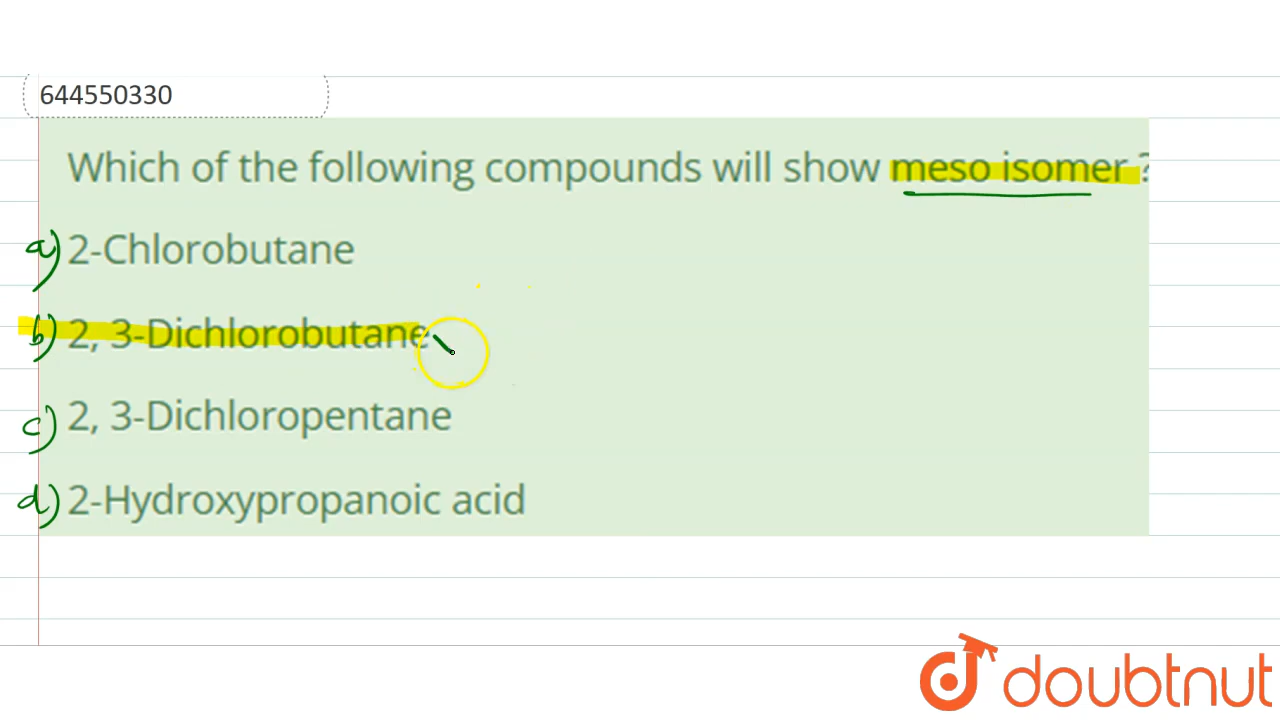 644550330
Which of the following compounds will show meso isomer ?
a) 2-Chlorobutane
b) 2, 3-Dichlorobutane
c) 2, 3-Dichloropentane
d) 2-Hydroxypropanoic acid
doubtnut